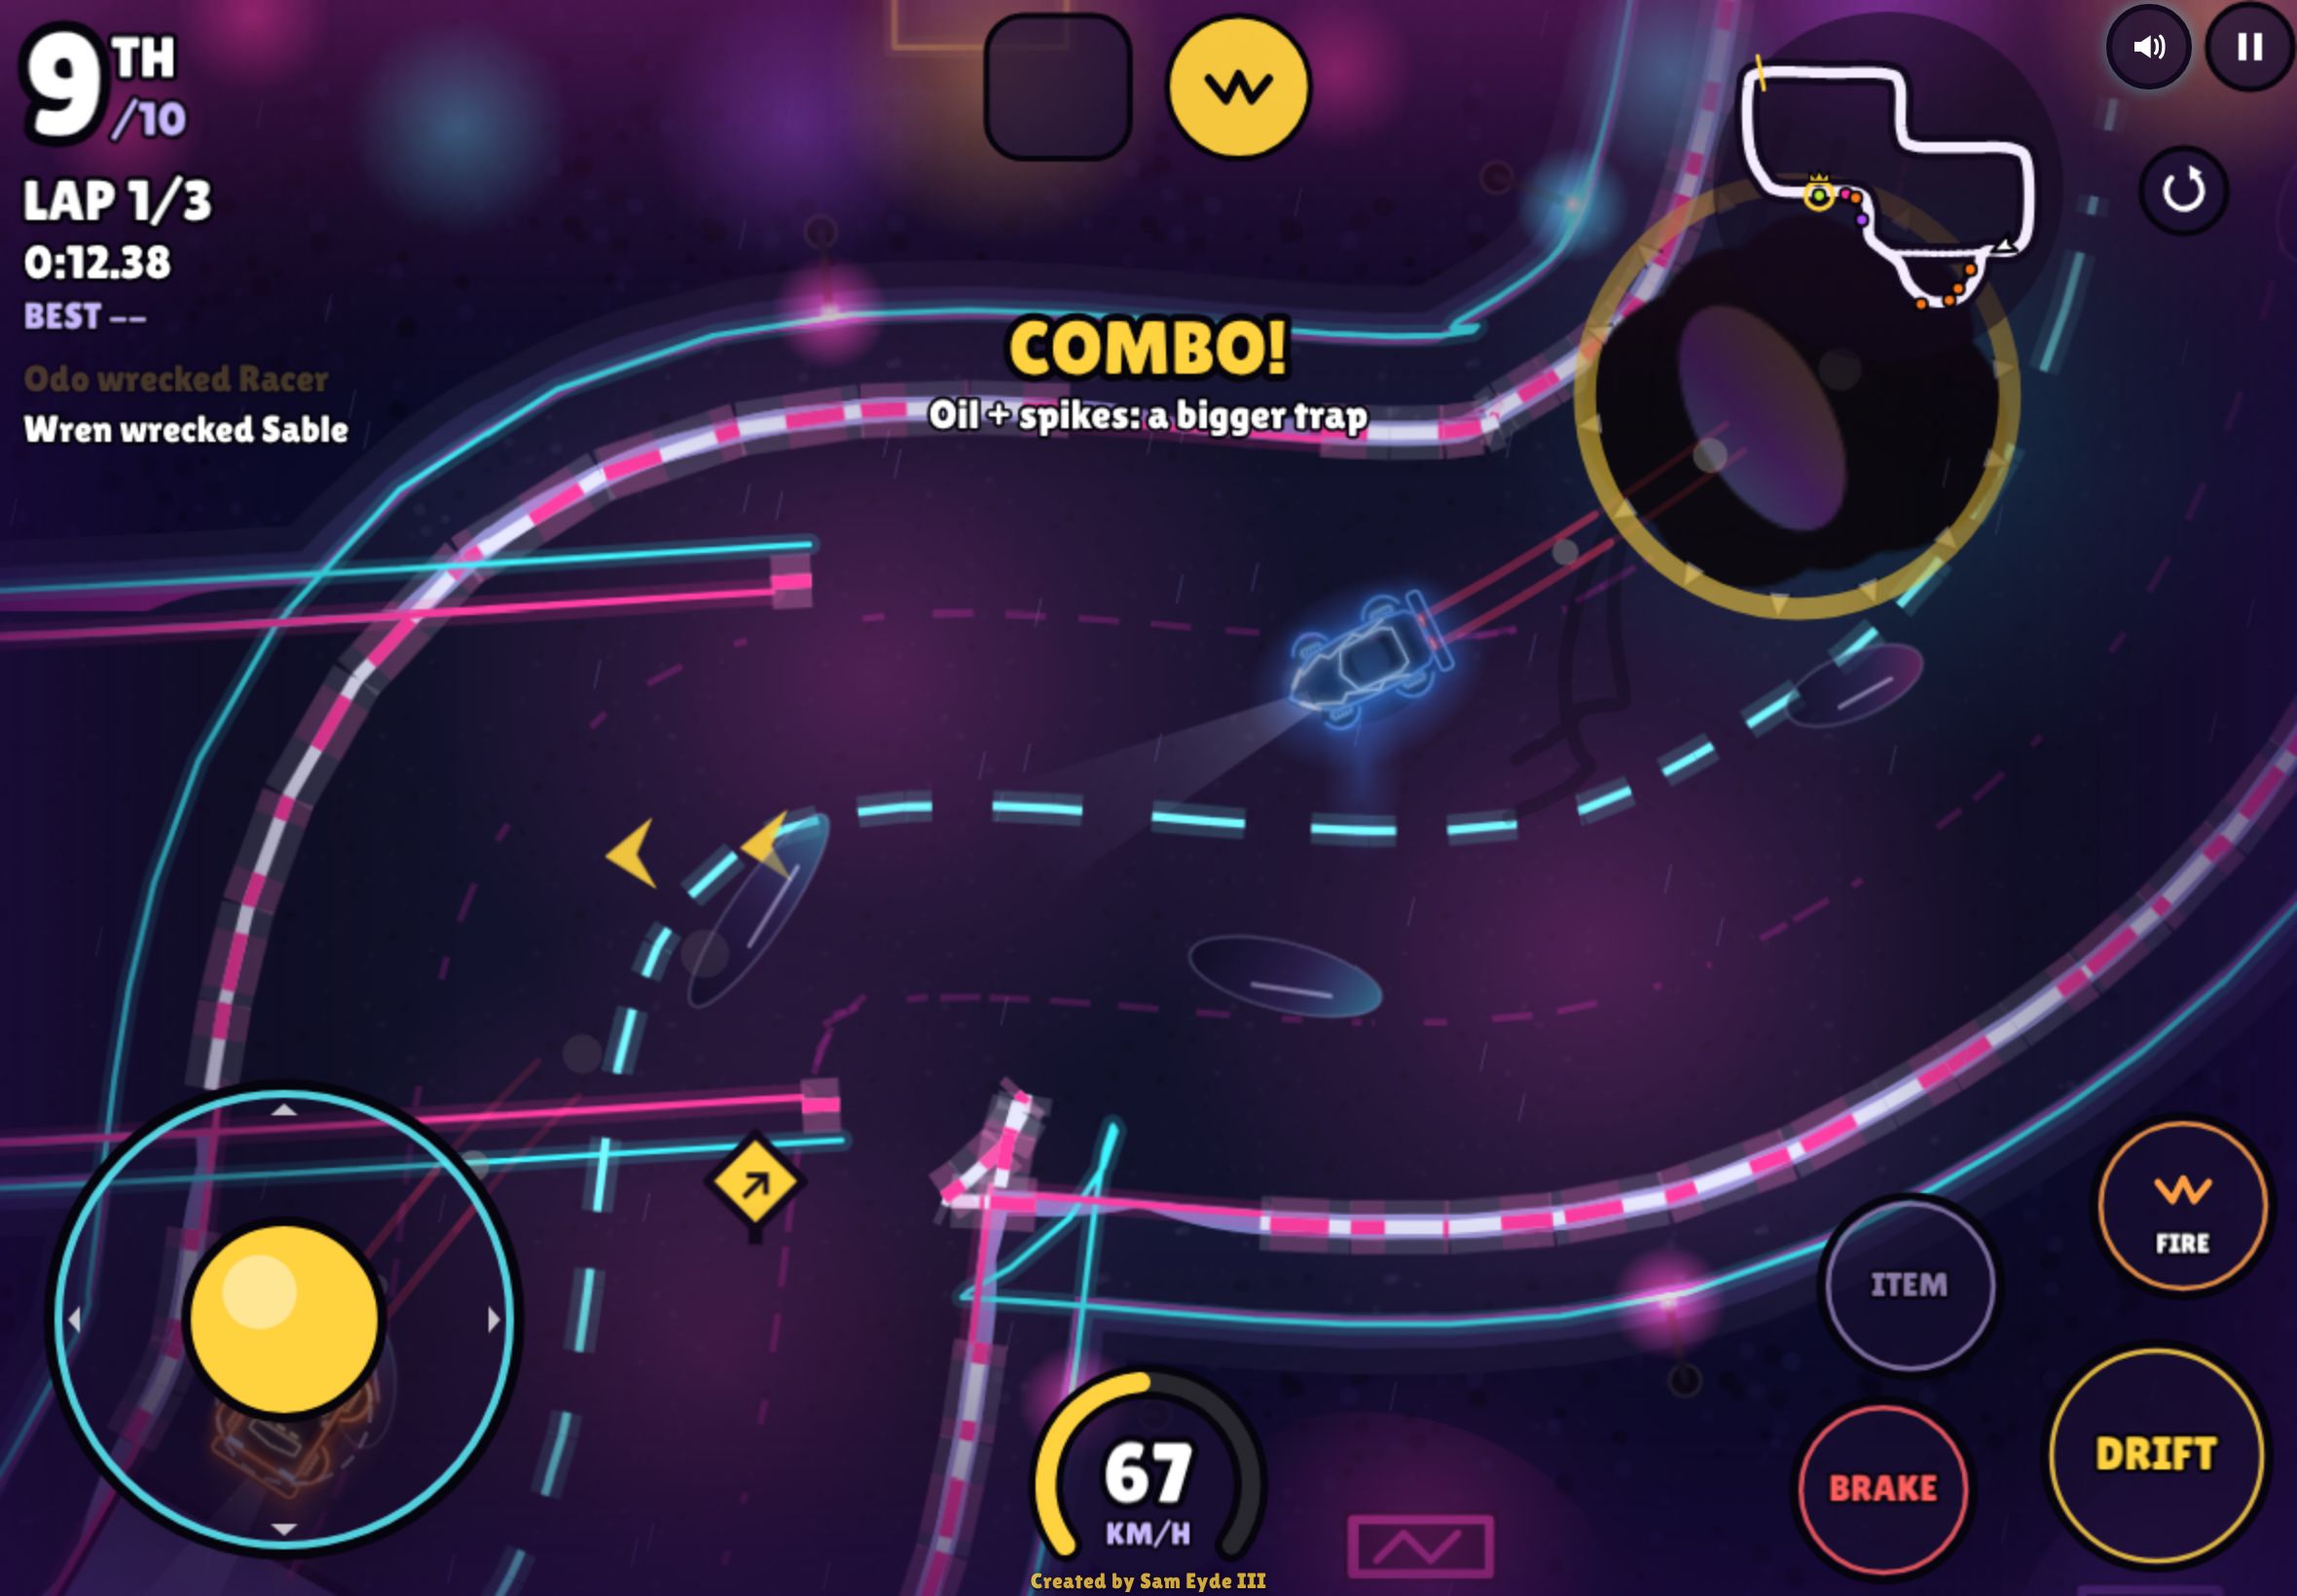 9TH
/10
LAP 1/3
0:12.38
BEST --
Odo wrecked Racer
Wren wrecked Sable
COMBO!
Oil + spikes: a bigger trap
FIRE
ITEM
DRIFT
BRAKE
67
KM/H
Created by Sam Eyde III